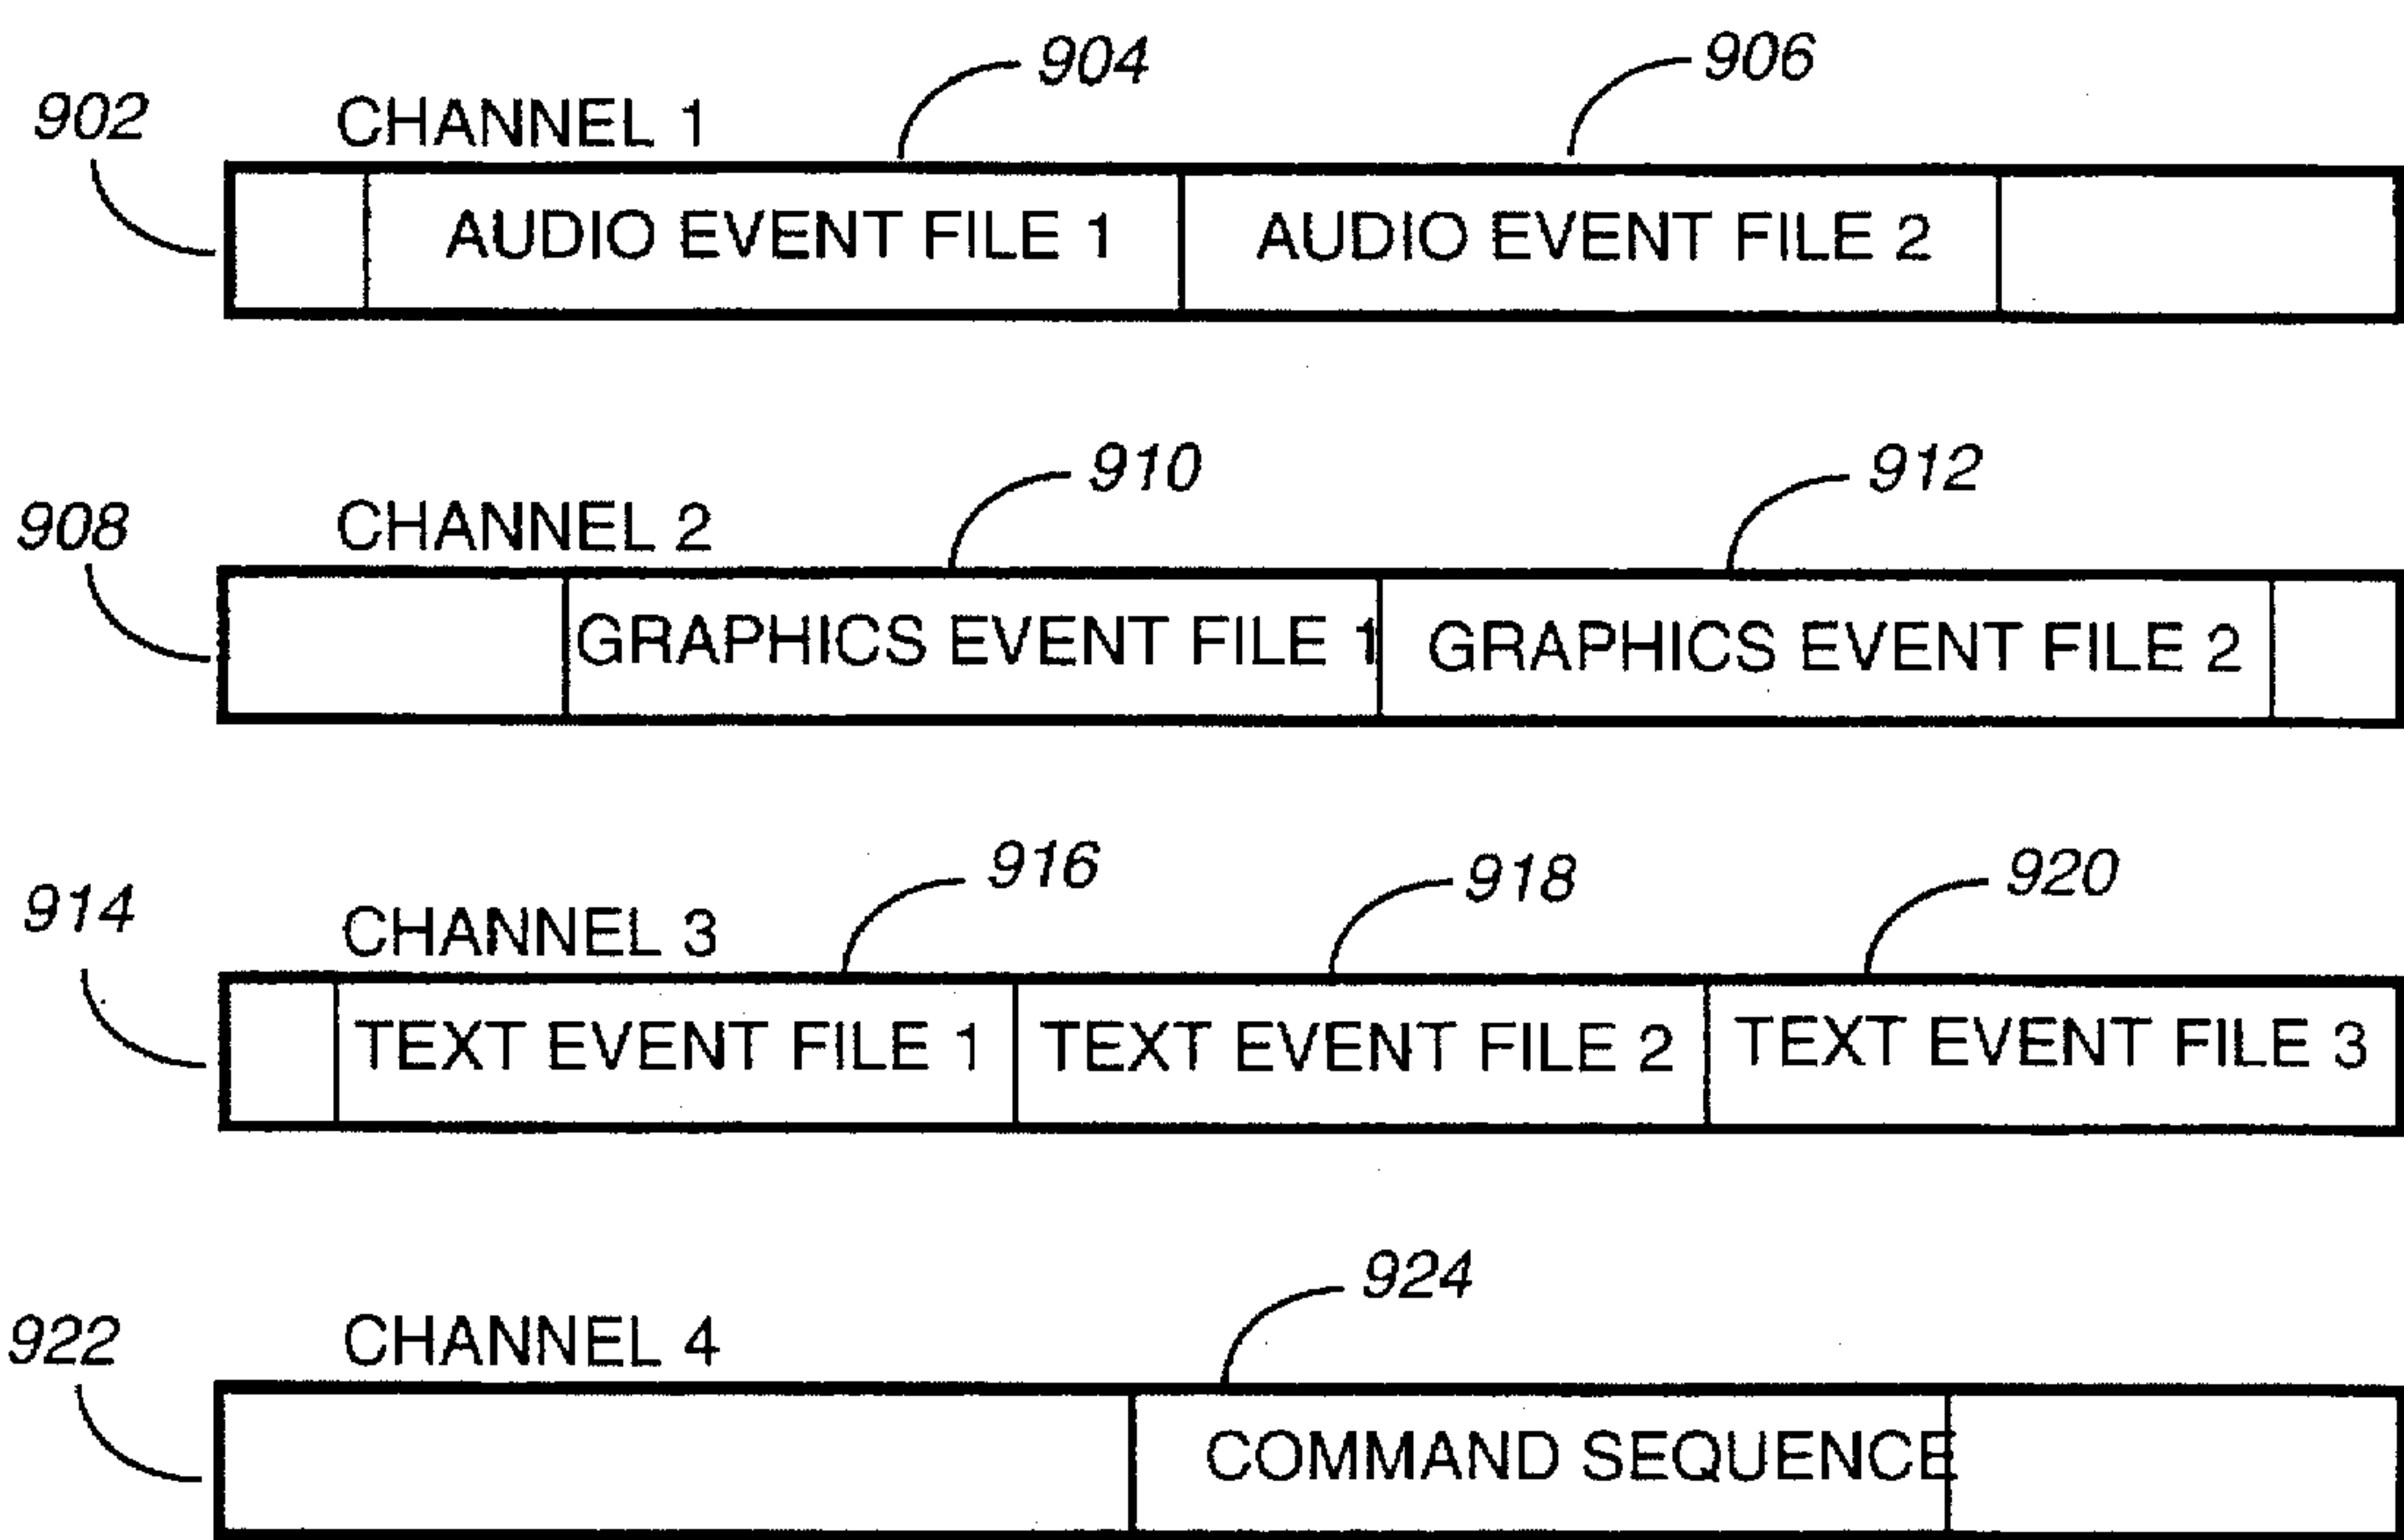 904 906
902 CHANNEL 1
AUDIO EVENT FILE 1 AUDIO EVENT FILE 2
910 912
908 CHANNEL 2
GRAPHICS EVENT FILE 1 GRAPHICS EVENT FILE 2
916 918 920
914 CHANNEL 3
TEXT EVENT FILE 1 TEXT EVENT FILE 2 TEXT EVENT FILE 3
924
922 CHANNEL 4
COMMAND SEQUENCE